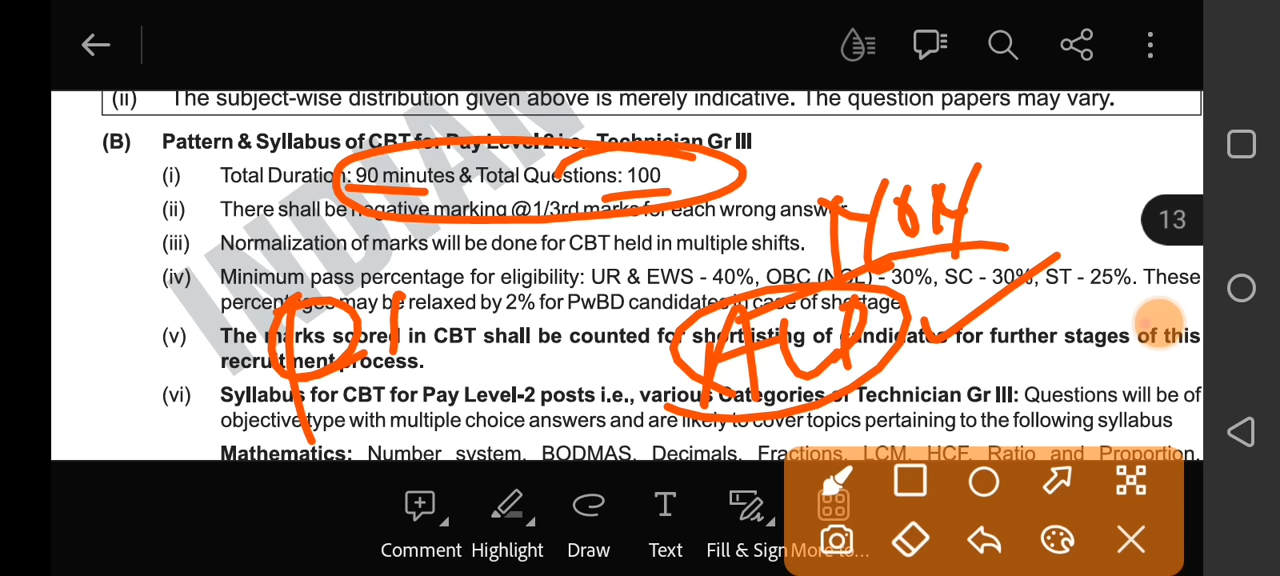 (ii) The subject-wise distribution given above is merely indicative. The question papers may vary.
(B) Pattern & Syllabus of CBT for Pay Level 2 i.e., Technician Gr III
(i) Total Duration: 90 minutes & Total Questions: 100
(ii) There shall be negative marking @1/3rd marks for each wrong answer.
(iii) Normalization of marks will be done for CBT held in multiple shifts.
13
(iv) Minimum pass percentage for eligibility: UR & EWS - 40%, OBC (NCL) - 30%, SC - 30%, ST - 25%. These
percentages may be relaxed by 2% for PwBD candidates in case of shortage
(v) The marks scored in CBT shall be counted for shortlisting of candidates for further stages of this
recruitment process.
ALP
(vi) Syllabus for CBT for Pay Level-2 posts i.e., various Categories of Technician Gr III: Questions will be of
objective type with multiple choice answers and are likely to cover topics pertaining to the following syllabus
Mathematics: Number system, BODMAS, Decimals, Fractions, LCM, HCF, Ratio and Proportion,
INDIAN
Comment Highlight Draw Text Fill & Sign More to...